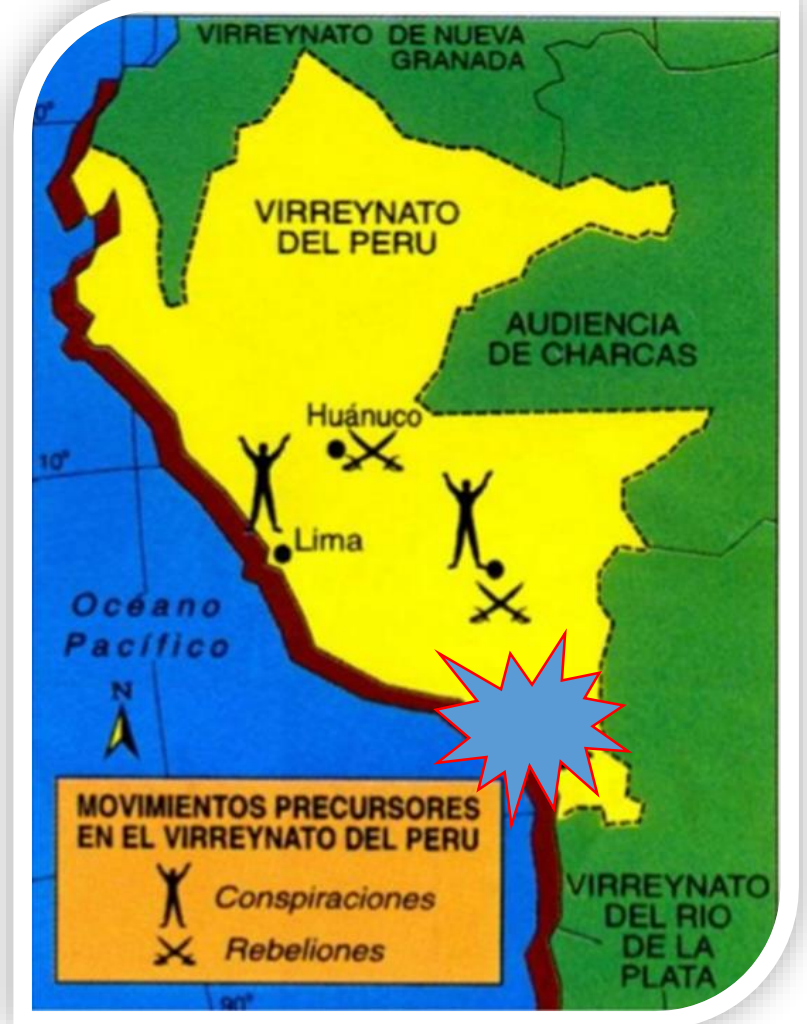 VIRREYNATO DE NUEVA
GRANADA
0°
VIRREYNATO
DEL PERU
AUDIENCIA
DE CHARCAS
Huánuco
10°
Lima
Océano
Pacífico
N
MOVIMIENTOS PRECURSORES
EN EL VIRREYNATO DEL PERU
Conspiraciones
Rebeliones
VIRREYNATO
DEL RIO
DE LA
PLATA
90°